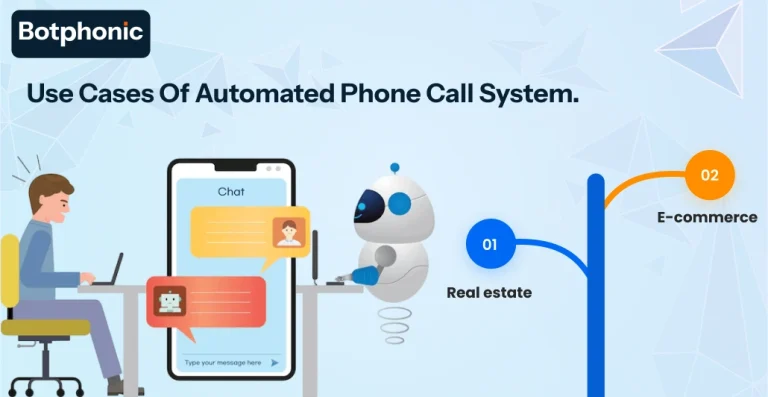 Botphonic
Use Cases Of Automated Phone Call System.
Chat
Type your message here
01
Real estate
02
E-commerce